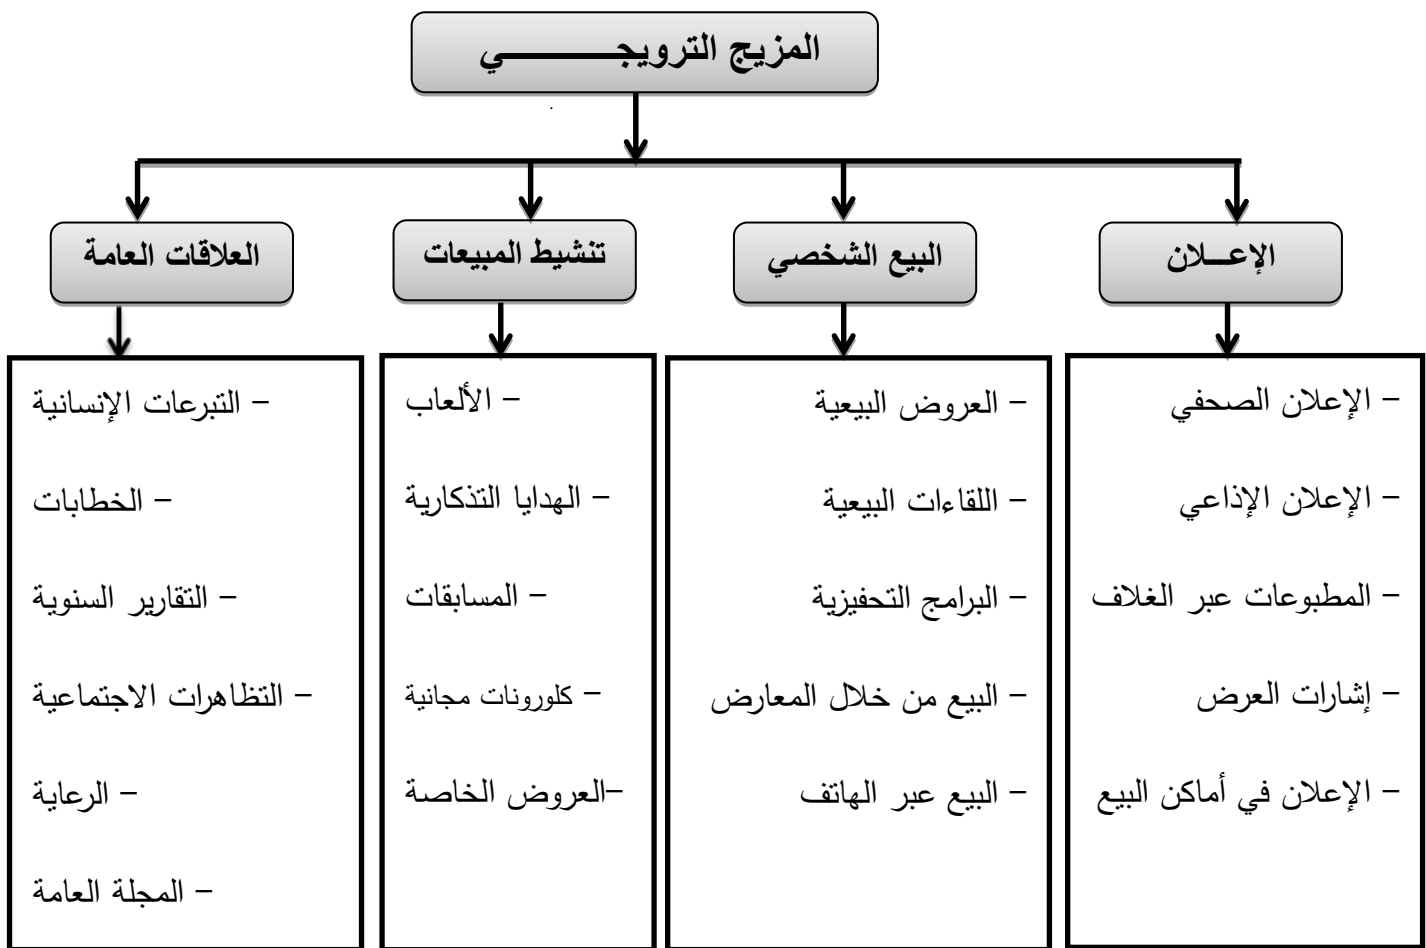 المزيج الترويجـــــــــــي
الإعـــلان
البيع الشخصي
تنشيط المبيعات
العلاقات العامة
– الإعلان الصحفي
– الإعلان الإذاعي
– المطبوعات عبر الغلاف
– إشارات العرض
– الإعلان في أماكن البيع
– العروض البيعية
– اللقاءات البيعية
– البرامج التحفيزية
– البيع من خلال المعارض
– البيع عبر الهاتف
– الألعاب
– الهدايا التذكارية
– المسابقات
– كلورونات مجانية
–العروض الخاصة
– التبرعات الإنسانية
– الخطابات
– التقارير السنوية
– التظاهرات الاجتماعية
– الرعاية
– المجلة العامة